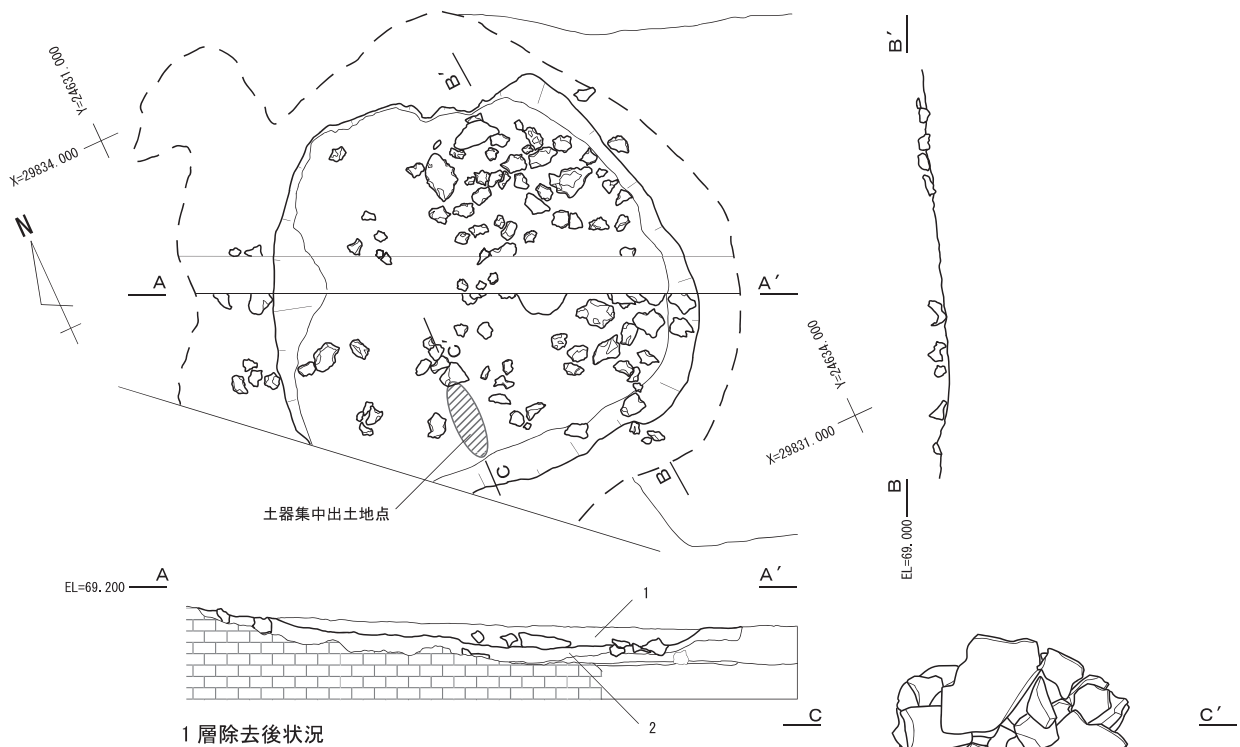 B'
Y=24631.000
X=29834.000
N
B'
A
A'
C'
Y=24634.000
X=29831.000
C
B
土器集中出土地点
B
EL=69.000
EL=69.200
A
A'
1
2
C
C'
1層除去後状況